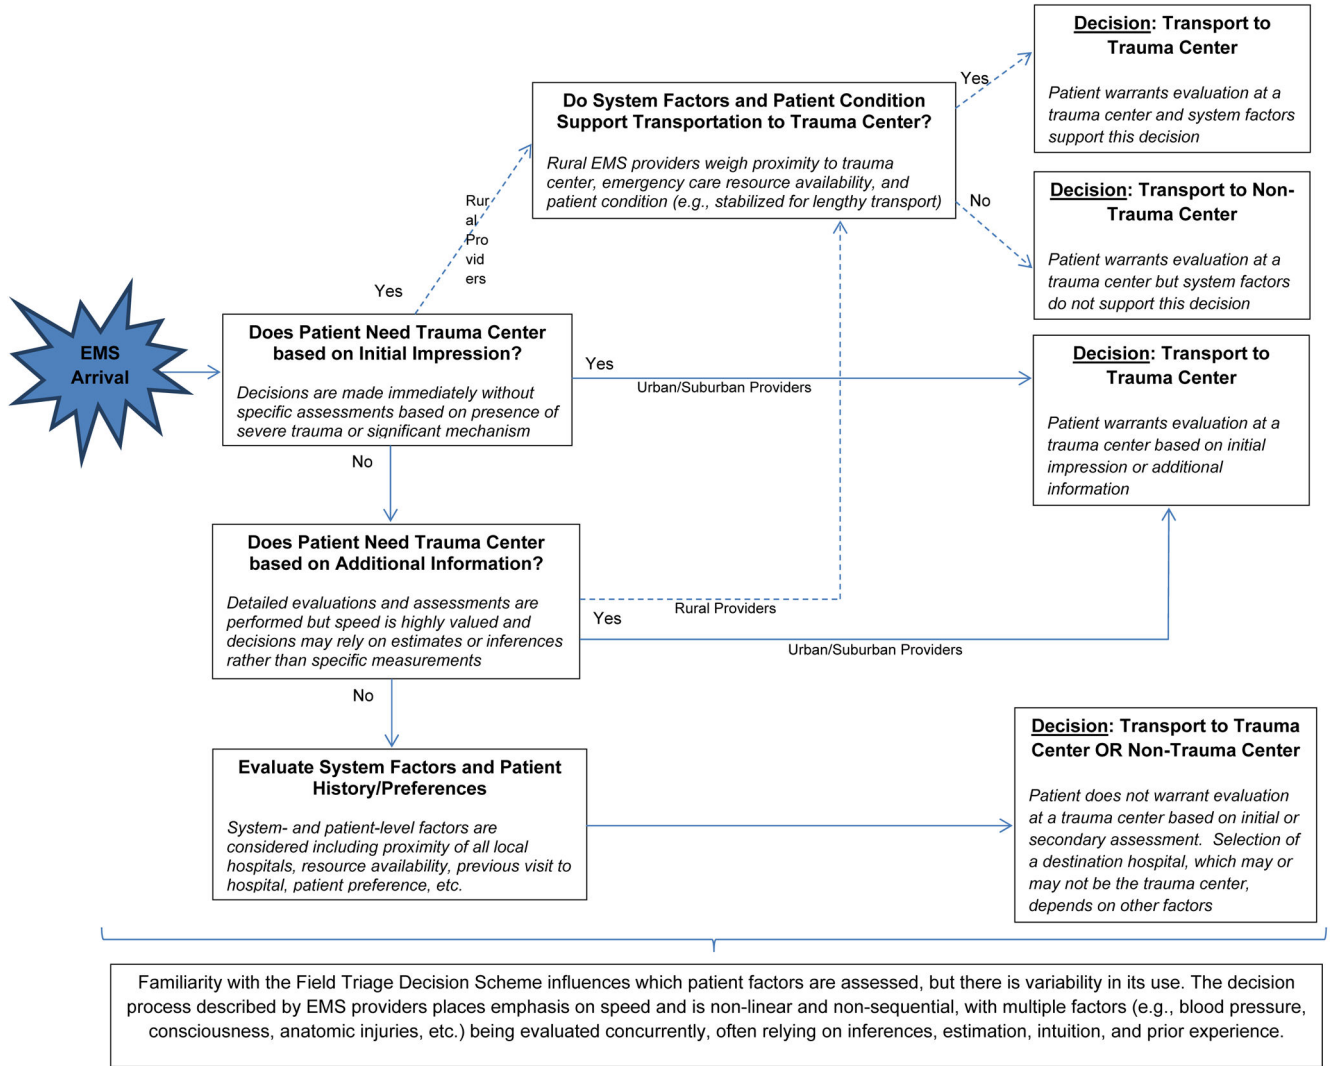 Decision: Transport to
Trauma Center
Patient warrants evaluation at a
trauma center and system factors
support this decision
Yes
Do System Factors and Patient Condition
Support Transportation to Trauma Center?
Rural EMS providers weigh proximity to trauma
center, emergency care resource availability, and
patient condition (e.g., stabilized for lengthy transport)
No
Decision: Transport to Non-
Trauma Center
Patient warrants evaluation at a
trauma center but system factors
do not support this decision
Rur
al
Pro
vid
ers
Yes
EMS
Arrival
Does Patient Need Trauma Center
based on Initial Impression?
Decisions are made immediately without
specific assessments based on presence of
severe trauma or significant mechanism
Yes
Urban/Suburban Providers
Decision: Transport to
Trauma Center
Patient warrants evaluation at a
trauma center based on initial
impression or additional
information
No
Does Patient Need Trauma Center
based on Additional Information?
Detailed evaluations and assessments are
performed but speed is highly valued and
decisions may rely on estimates or inferences
rather than specific measurements
Rural Providers
Yes
Urban/Suburban Providers
No
Evaluate System Factors and Patient
History/Preferences
System- and patient-level factors are
considered including proximity of all local
hospitals, resource availability, previous visit to
hospital, patient preference, etc.
Decision: Transport to Trauma
Center OR Non-Trauma Center
Patient does not warrant evaluation
at a trauma center based on initial or
secondary assessment.  Selection of
a destination hospital, which may or
may not be the trauma center,
depends on other factors
Familiarity with the Field Triage Decision Scheme influences which patient factors are assessed, but there is variability in its use. The decision
process described by EMS providers places emphasis on speed and is non-linear and non-sequential, with multiple factors (e.g., blood pressure,
consciousness, anatomic injuries, etc.) being evaluated concurrently, often relying on inferences, estimation, intuition, and prior experience.